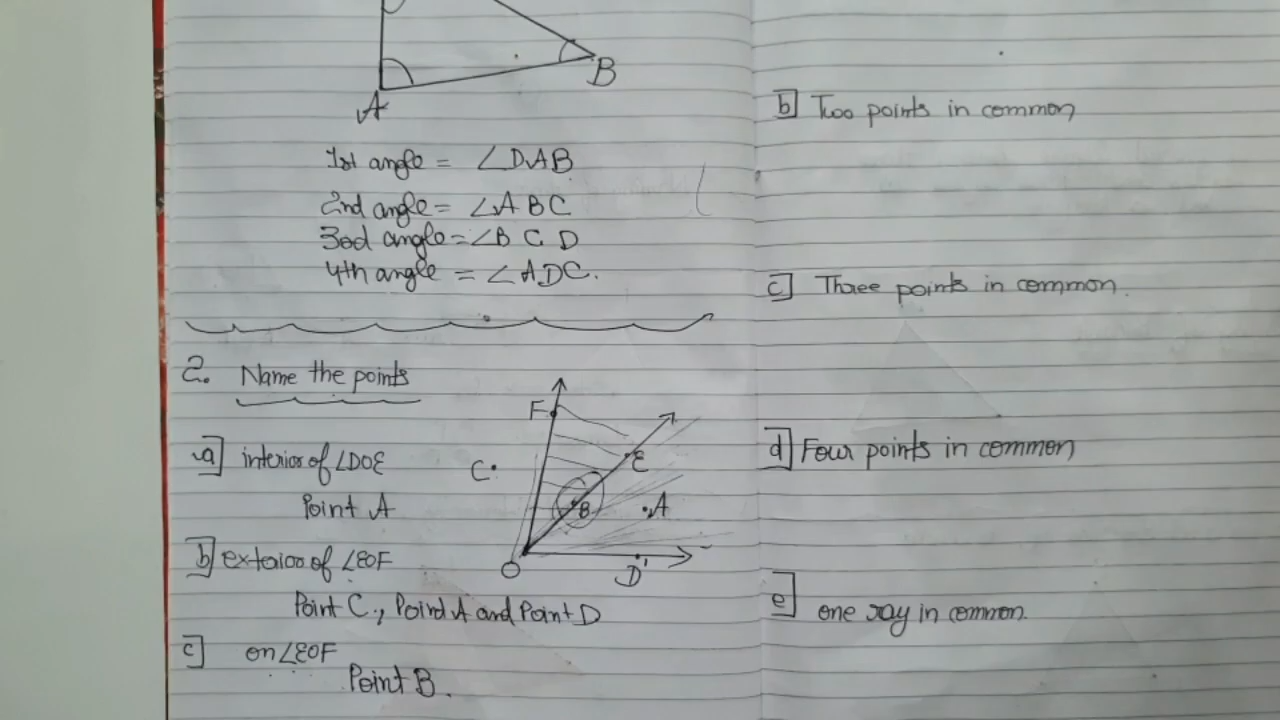 A
B
1st angle = ∠DAB
2nd angle = ∠ABC
3rd angle = ∠BCD
4th angle = ∠ADC.
2. Name the points
a] interior of ∠DOE
Point A
b] exterior of ∠EOF
Point C, Point A and Point D
c] on ∠EOF
Point B.
F
C
E
B
A
O
D
b] Two points in common
c] Three points in common.
d] Four points in common
e] one ray in common.